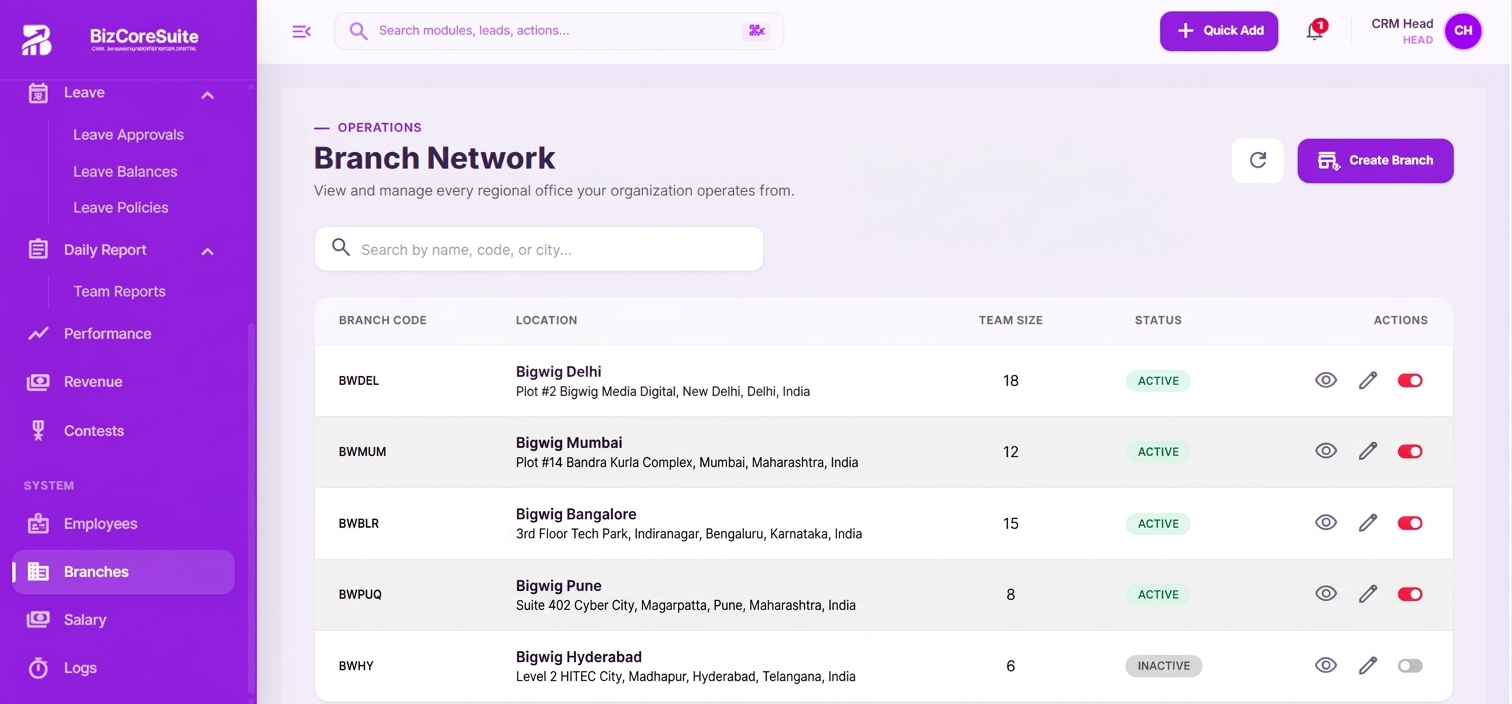 BizCoreSuite
Leave
Leave Approvals
Leave Balances
Leave Policies
Daily Report
Team Reports
Performance
Revenue
Contests
SYSTEM
Employees
Branches
Salary
Logs
Search modules, leads, actions...
⌘K
Quick Add
1
CRM Head
HEAD
CH
OPERATIONS
Branch Network
View and manage every regional office your organization operates from.
Create Branch
Search by name, code, or city...
BRANCH CODE LOCATION TEAM SIZE STATUS ACTIONS
BWDEL Bigwig Delhi 18 ACTIVE
Plot #2 Bigwig Media Digital, New Delhi, Delhi, India
BWMUM Bigwig Mumbai 12 ACTIVE
Plot #14 Bandra Kurla Complex, Mumbai, Maharashtra, India
BWBLR Bigwig Bangalore 15 ACTIVE
3rd Floor Tech Park, Indiranagar, Bengaluru, Karnataka, India
BWPUQ Bigwig Pune 8 ACTIVE
Suite 402 Cyber City, Magarpatta, Pune, Maharashtra, India
BWHY Bigwig Hyderabad 6 INACTIVE
Level 2 HITEC City, Madhapur, Hyderabad, Telangana, India